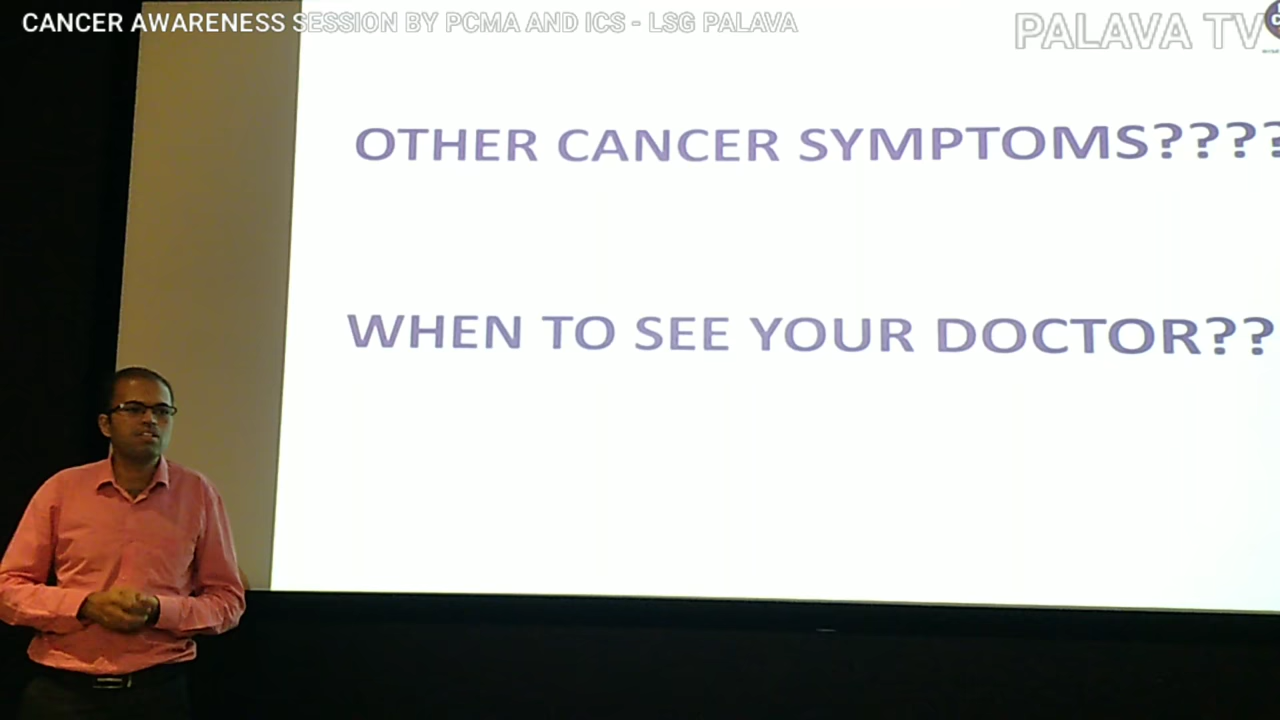 CANCER AWARENESS SESSION BY PCMA AND ICS - LSG PALAVA
PALAVA TV
OTHER CANCER SYMPTOMS????
WHEN TO SEE YOUR DOCTOR??